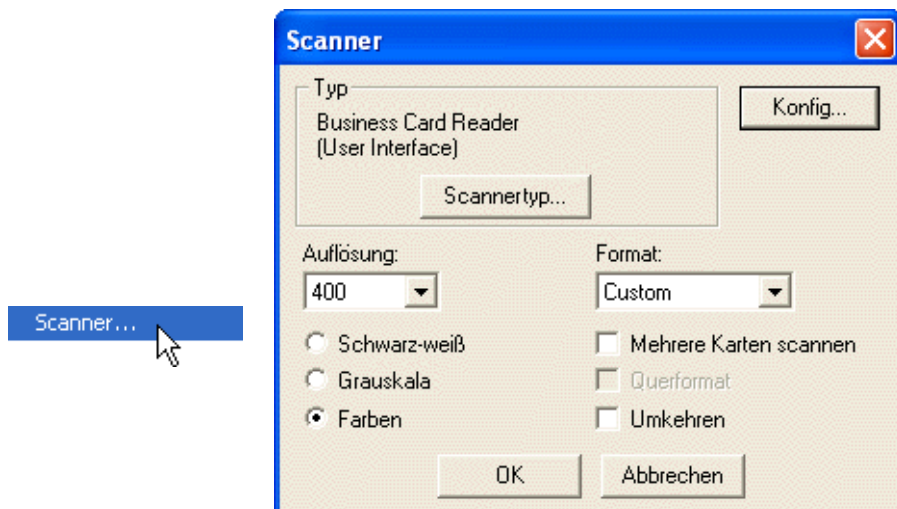 Scanner...
Scanner
Typ
Business Card Reader
(User Interface)
Scannertyp...
Konfig...
Auflösung:
400
Schwarz-weiß
Grauskala
Farben
Format:
Custom
Mehrere Karten scannen
Querformat
Umkehren
OK
Abbrechen